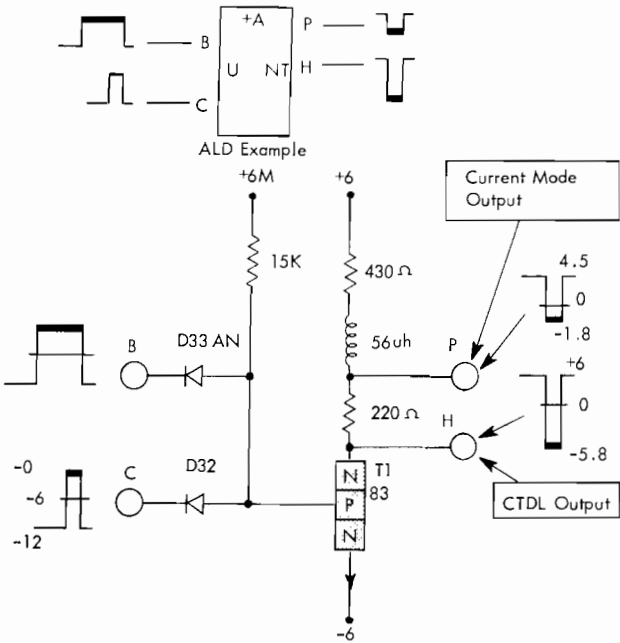 +A
P
B
U
NT
H
C
ALD Example
+6M
+6
Current Mode
Output
15K
430 Ω
4.5
0
-1.8
56uh
P
B
D33 AN
+6
0
-5.8
220 Ω
H
C
D32
-0
-6
-12
N
P
N
T1
83
CTDL Output
-6